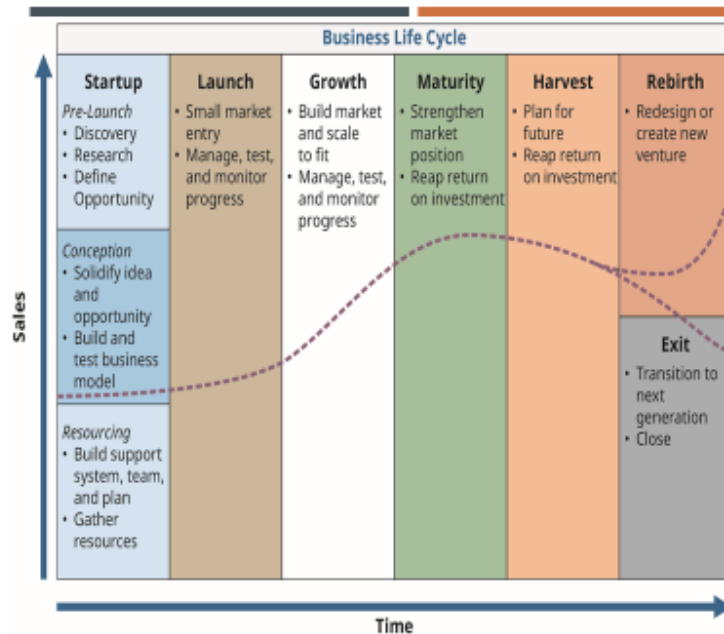 Business Life Cycle
Startup
Pre-Launch
• Discovery
• Research
• Define
Opportunity
Conception
• Solidify idea
and
opportunity
• Build and
test business
model
Resourcing
• Build support
system, team,
and plan
• Gather
resources
Launch
• Small market
entry
• Manage, test,
and monitor
progress
Growth
• Build market
and scale
to fit
• Manage, test,
and monitor
progress
Maturity
• Strengthen
market
position
• Reap return
on investment
Harvest
• Plan for
future
• Reap return
on investment
Rebirth
• Redesign or
create new
venture
Exit
• Transition to
next
generation
• Close
Sales
Time